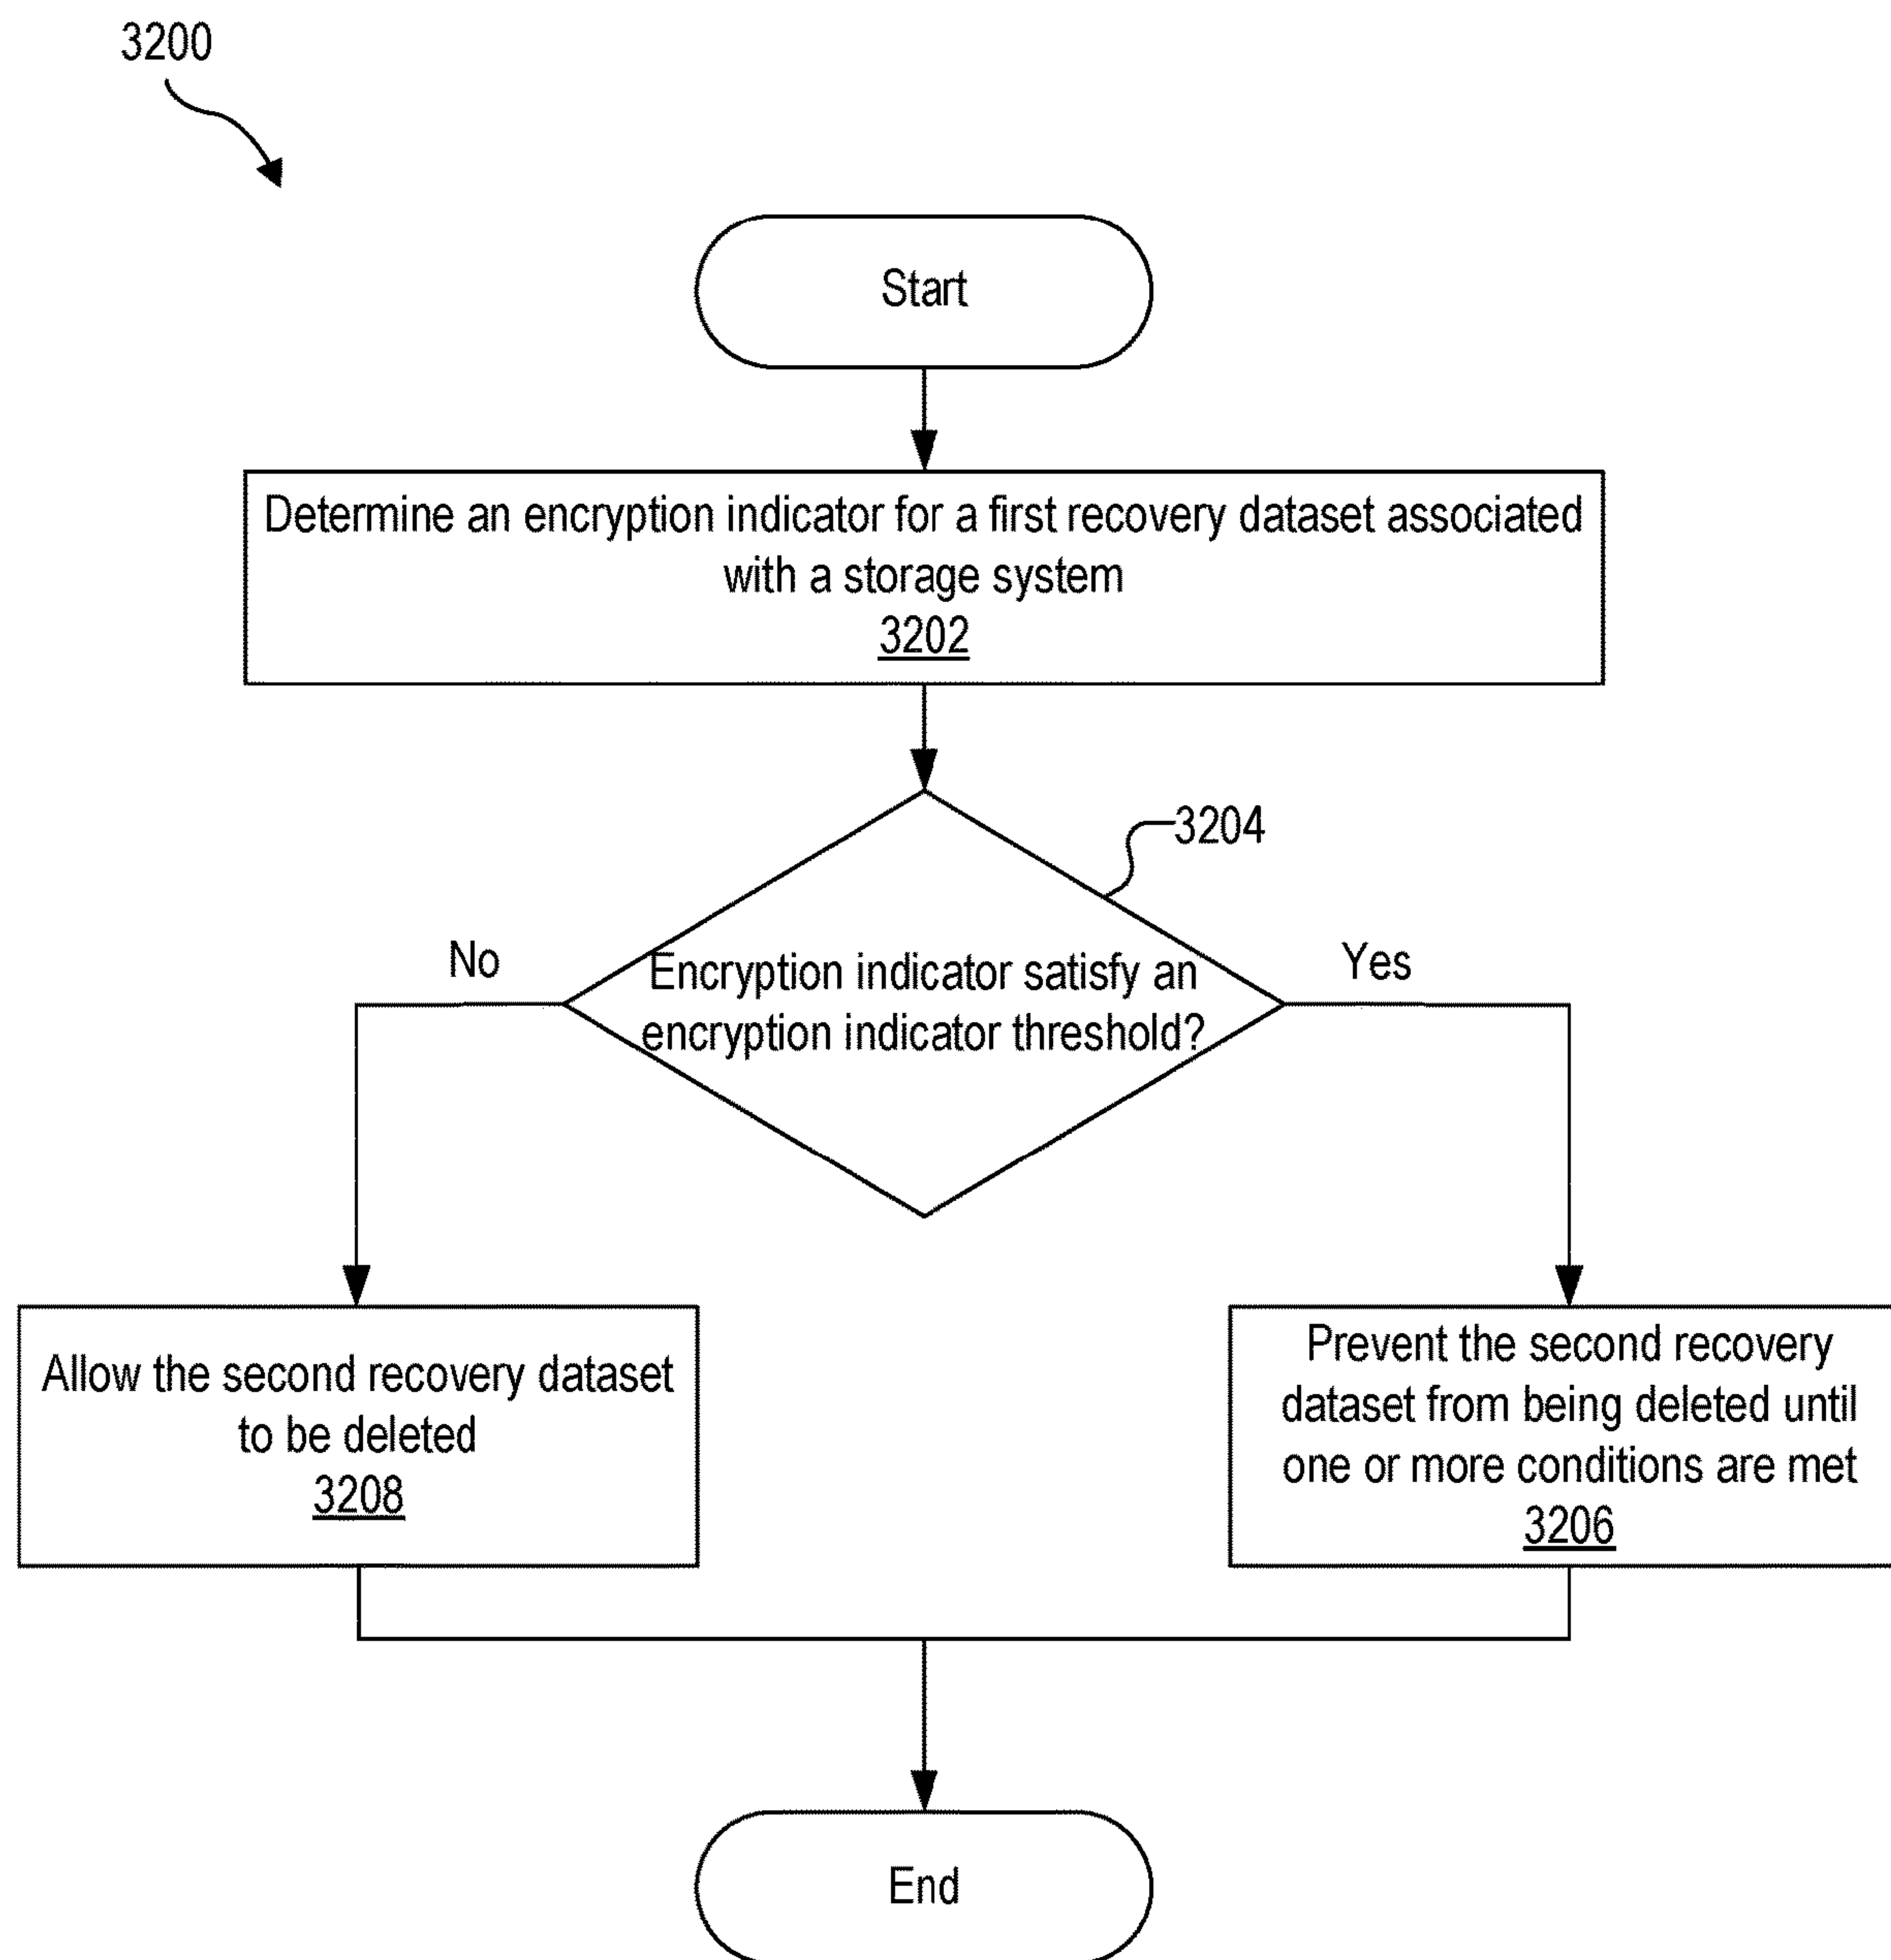 3200
Start
Determine an encryption indicator for a first recovery dataset associated
with a storage system
3202
3204
No
Yes
Encryption indicator satisfy an
encryption indicator threshold?
Allow the second recovery dataset
to be deleted
3208
Prevent the second recovery
dataset from being deleted until
one or more conditions are met
3206
End